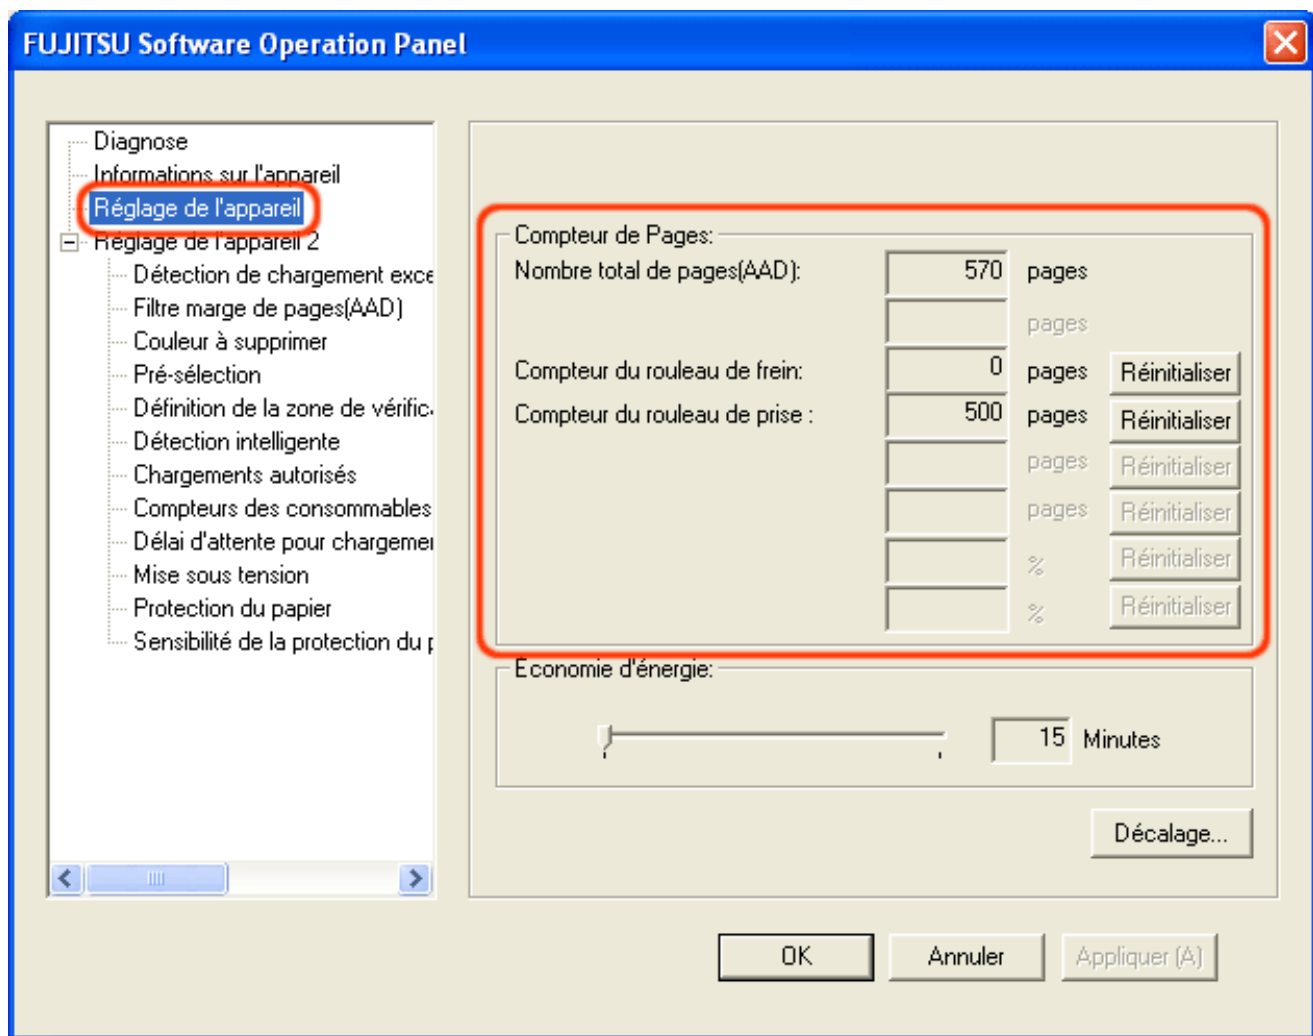 FUJITSU Software Operation Panel
Diagnose
Informations sur l'appareil
Réglage de l'appareil
Réglage de l'appareil 2
Détection de chargement exce
Filtre marge de pages(AAD)
Couleur à supprimer
Pré-sélection
Définition de la zone de vérific
Détection intelligente
Chargements autorisés
Compteurs des consommables
Délai d'attente pour chargemer
Mise sous tension
Protection du papier
Sensibilité de la protection du p
Compteur de Pages:
Nombre total de pages(AAD): 570 pages
pages
Compteur du rouleau de frein: 0 pages Réinitialiser
Compteur du rouleau de prise : 500 pages Réinitialiser
pages Réinitialiser
pages Réinitialiser
% Réinitialiser
% Réinitialiser
Economie d'énergie:
15 Minutes
Décalage...
OK Annuler Appliquer (A)